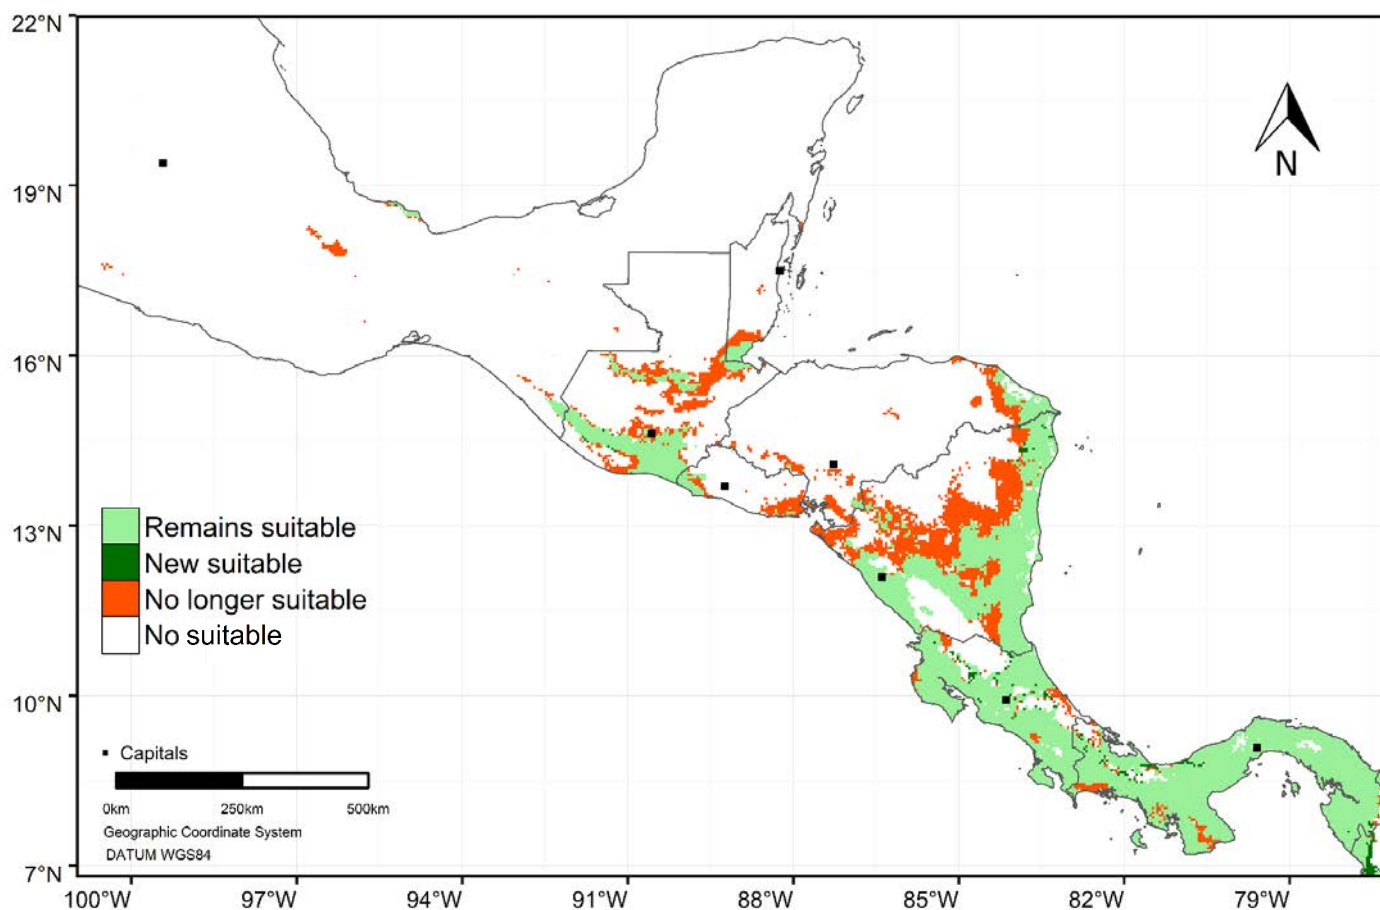 22°N
19°N
16°N
13°N
10°N
7°N
N
Remains suitable
New suitable
No longer suitable
No suitable
Capitals
0km 250km 500km
Geographic Coordinate System
DATUM WGS84
100°W 97°W 94°W 91°W 88°W 85°W 82°W 79°W